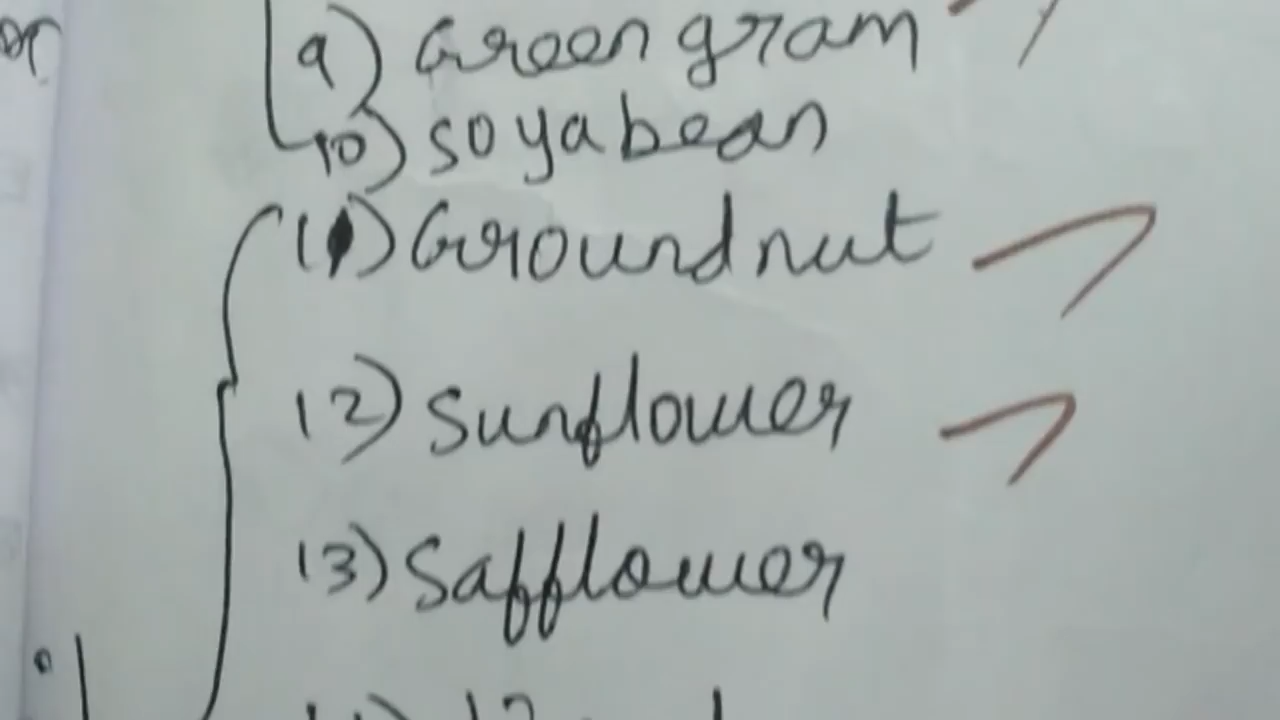 9) Green gram
10) soyabean
11) Groundnut
12) Sunflower
13) Safflower